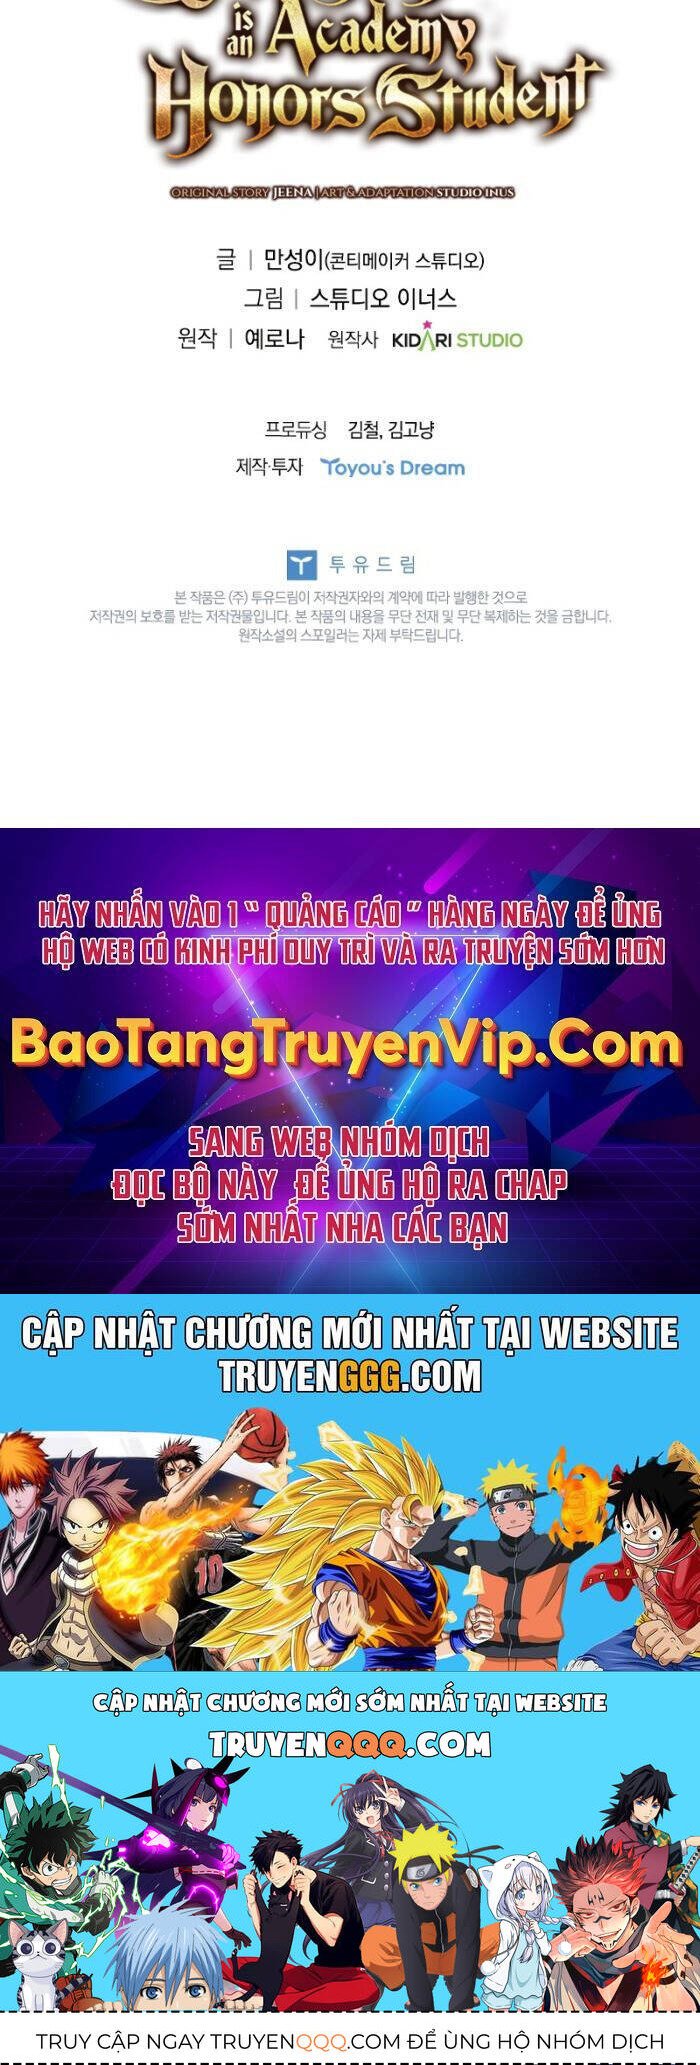 is
an Academy
Honors Student
ORIGINAL STORY JEENA | ART & ADAPTATION STUDIO INUS
글 | 만성이(콘티메이커 스튜디오)
그림 | 스튜디오 이너스
원작 | 예로나 원작사 KIDARI STUDIO
프로듀싱 김철, 김고냥
제작·투자 Toyou's Dream
투유드림
본 작품은 (주) 투유드림이 저작권자와의 계약에 따라 발행한 것으로
저작권의 보호를 받는 저작권물입니다. 본 작품의 내용을 무단 전재 및 무단 복제하는 것을 금합니다.
원작소설의 스포일러는 자제 부탁드립니다.
HÃY NHẤN VÀO 1 “ QUẢNG CÁO ” HÀNG NGÀY ĐỂ ỦNG
HỘ WEB CÓ KINH PHÍ DUY TRÌ VÀ RA TRUYỆN SỚM HƠN
BaoTangTruyenVip.Com
SANG WEB NHÓM DỊCH
ĐỌC BỘ NÀY ĐỂ ỦNG HỘ RA CHAP
SỚM NHẤT NHA CÁC BẠN
CẬP NHẬT CHƯƠNG MỚI NHẤT TẠI WEBSITE
TRUYENGGG.COM
10
CẬP NHẬT CHƯƠNG MỚI SỚM NHẤT TẠI WEBSITE
TRUYENQQQ.COM
TRUY CẬP NGAY TRUYENQQQ.COM ĐỂ ỦNG HỘ NHÓM DỊCH